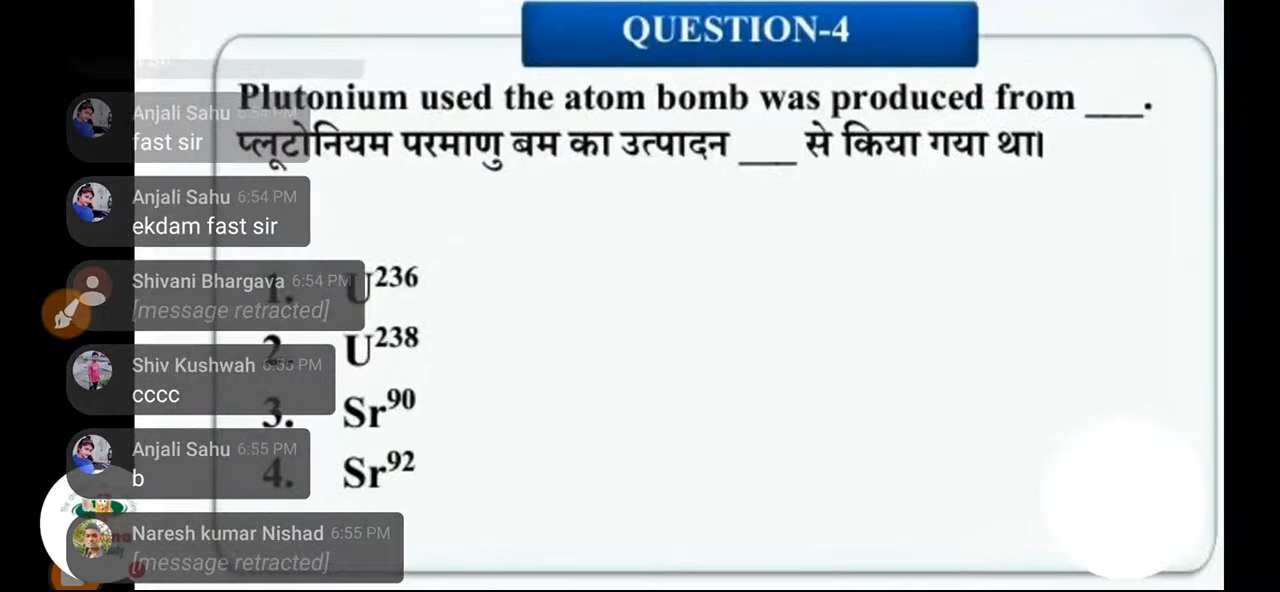 QUESTION-4
Plutonium used the atom bomb was produced from ___.
प्लूटोनियम परमाणु बम का उत्पादन ___ से किया गया था।
1. U236
2. U238
3. Sr90
4. Sr92
Anjali Sahu 6:54 PM
fast sir
Anjali Sahu 6:54 PM
ekdam fast sir
Shivani Bhargava 6:54 PM
[message retracted]
Shiv Kushwah 6:55 PM
cccc
Anjali Sahu 6:55 PM
b
Naresh kumar Nishad 6:55 PM
[message retracted]